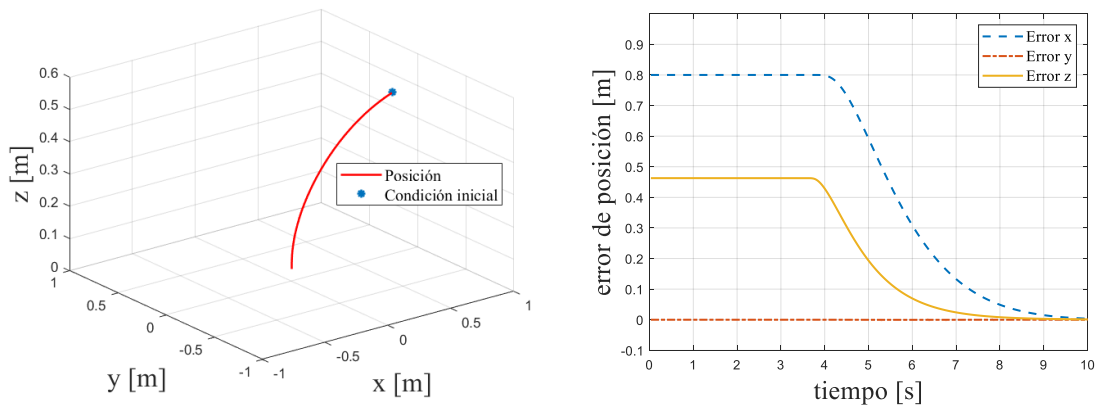 0.6
0.5
0.4
0.3
0.2
0.1
0
z [m]
1
0.5
0
-0.5
-1
y [m]
-1
-0.5
0
0.5
1
x [m]
Posición
Condición inicial
0.9
0.8
0.7
0.6
0.5
0.4
0.3
0.2
0.1
0
-0.1
error de posición [m]
Error x
Error y
Error z
0 1 2 3 4 5 6 7 8 9 10
tiempo [s]